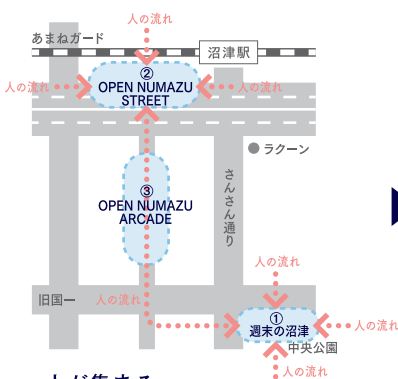 人の流れ
あまねガード
沼津駅
人の流れ
②
OPEN NUMAZU
STREET
人の流れ
ラクーン
さんさん通り
③
OPEN NUMAZU
ARCADE
人の流れ
旧国一
人の流れ
①
週末の沼津
人の流れ
中央公園
人の流れ